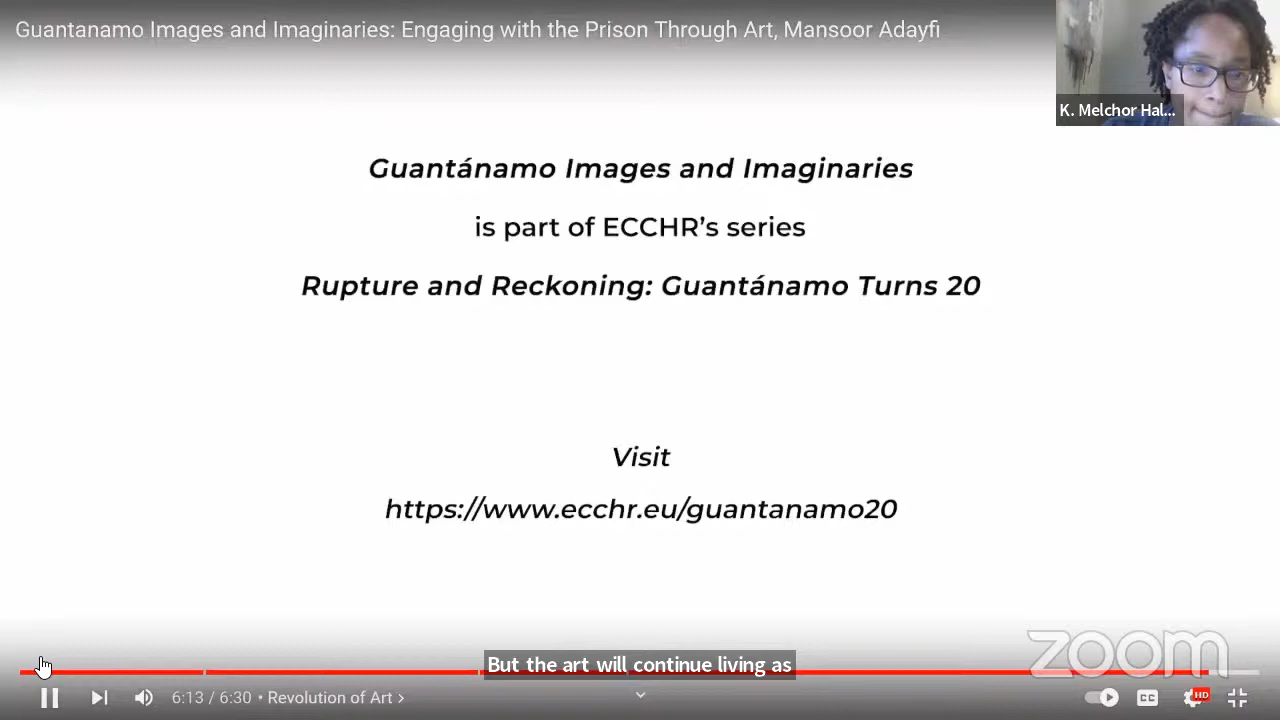 Guantanamo Images and Imaginaries: Engaging with the Prison Through Art, Mansoor Adayfi
K. Melchor Hal...
Guantánamo Images and Imaginaries
is part of ECCHR’s series
Rupture and Reckoning: Guantánamo Turns 20
Visit
https://www.ecchr.eu/guantanamo20
zoom
But the art will continue living as
6:13 / 6:30 • Revolution of Art >
CC
HD